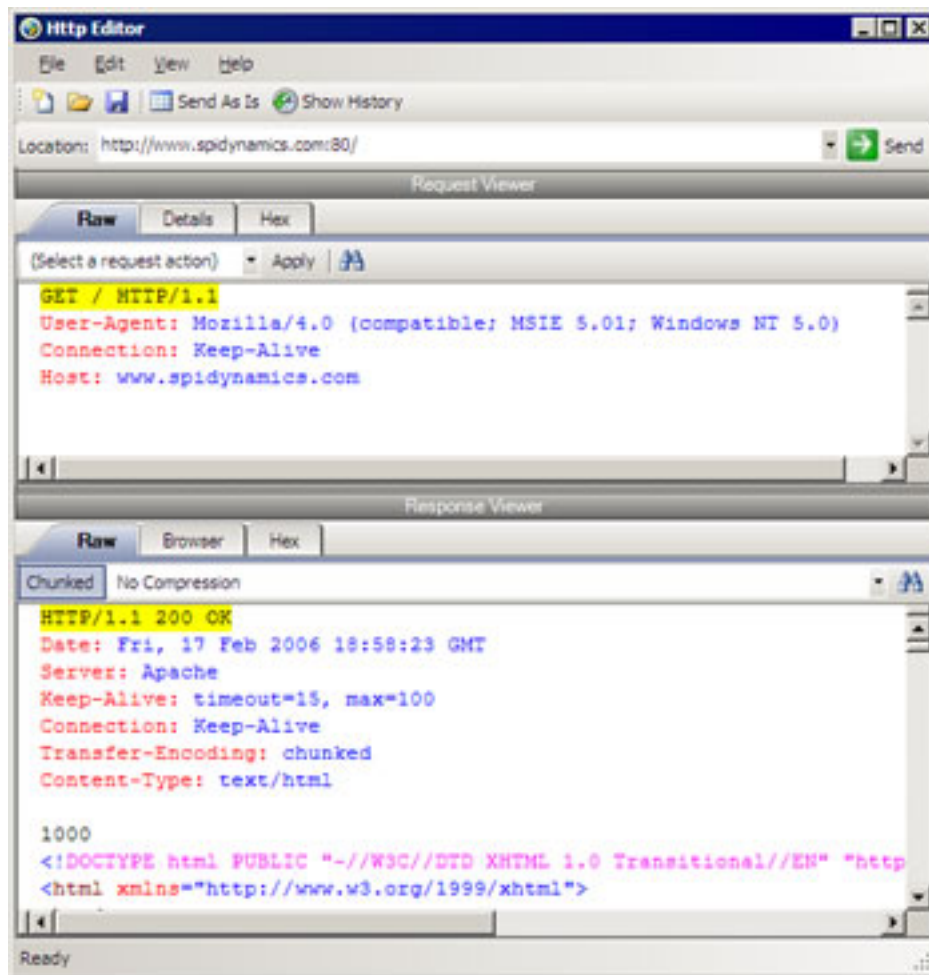 Http Editor
File Edit View Help
Send As Is Show History
Location: http://www.spidynamics.com:80/ Send
Request Viewer
Raw Details Hex
(Select a request action) Apply
GET / HTTP/1.1
User-Agent: Mozilla/4.0 (compatible; MSIE 5.01; Windows NT 5.0)
Connection: Keep-Alive
Host: www.spidynamics.com
Response Viewer
Raw Browser Hex
Chunked No Compression
HTTP/1.1 200 OK
Date: Fri, 17 Feb 2006 18:58:23 GMT
Server: Apache
Keep-Alive: timeout=15, max=100
Connection: Keep-Alive
Transfer-Encoding: chunked
Content-Type: text/html
1000
<!DOCTYPE html PUBLIC "-//W3C//DTD XHTML 1.0 Transitional//EN" "http
<html xmlns="http://www.w3.org/1999/xhtml">
Ready